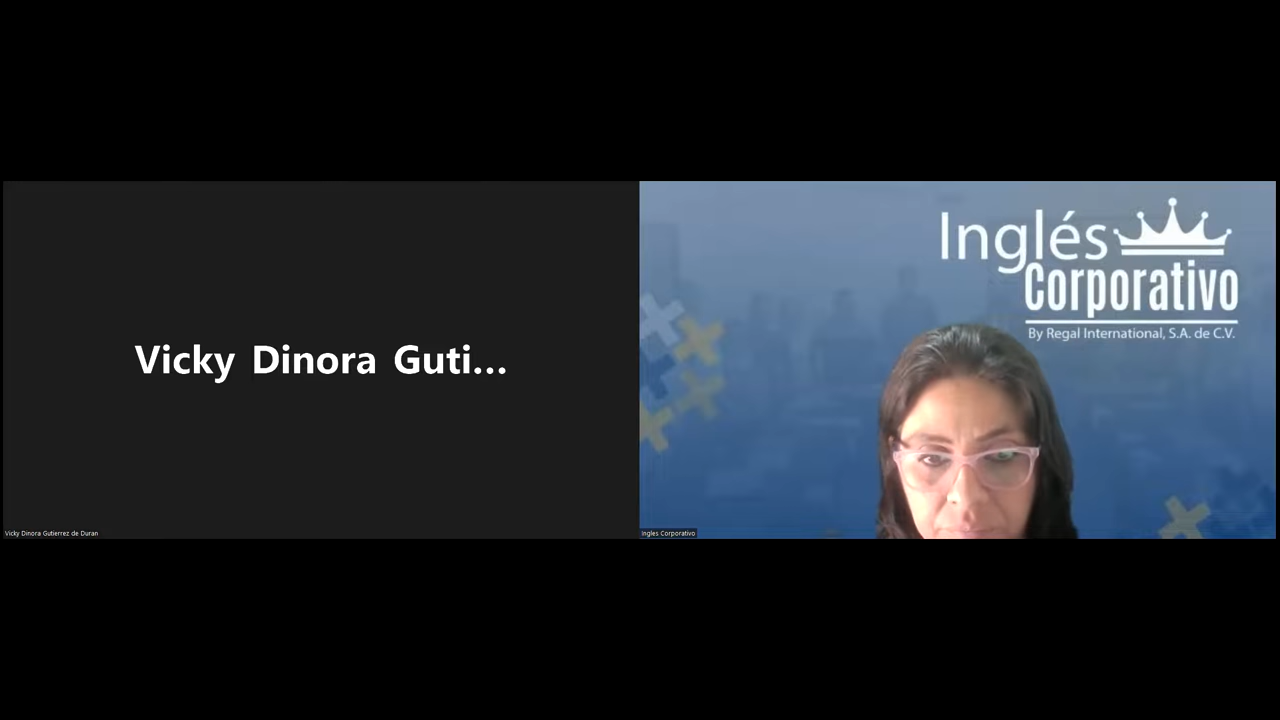 Vicky Dinora Guti...
Vicky Dinora Gutierrez de Duran
Inglés
Corporativo
By Regal International, S.A. de C.V.
Ingles Corporativo